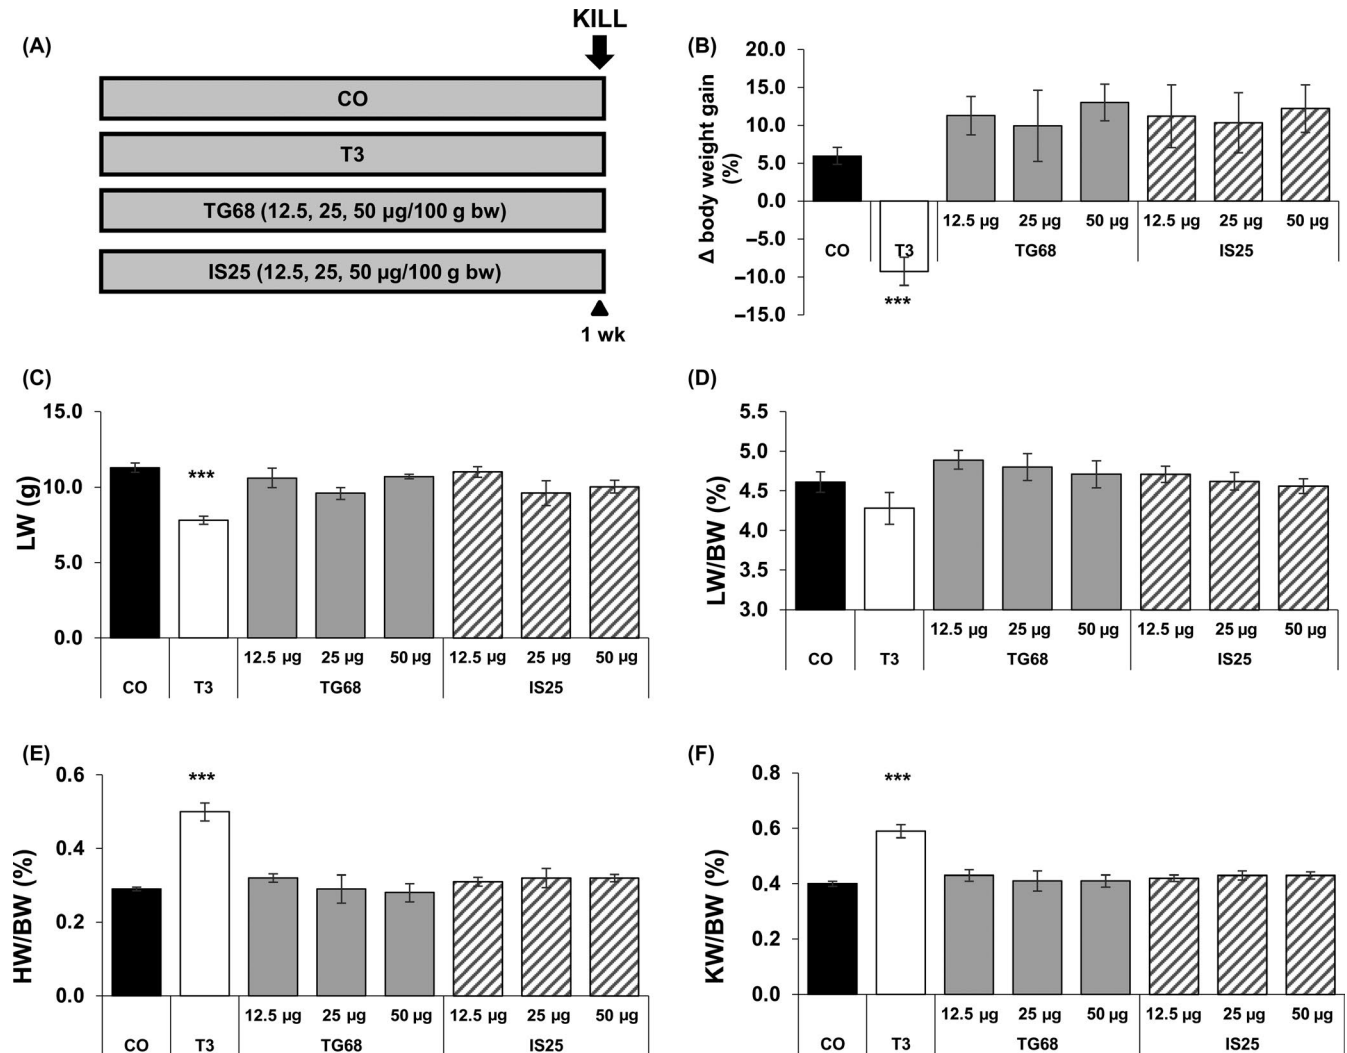 KILL
(A)
CO
T3
TG68 (12.5, 25, 50 µg/100 g bw)
IS25 (12.5, 25, 50 µg/100 g bw)
1 wk
(B)
Δ body weight gain
(%)
20.0
15.0
10.0
5.0
0.0
–5.0
–10.0
–15.0
***
12.5 µg 25 µg 50 µg 12.5 µg 25 µg 50 µg
CO T3 TG68 IS25
(C)
LW (g)
15.0
10.0
5.0
0.0
***
12.5 µg 25 µg 50 µg 12.5 µg 25 µg 50 µg
CO T3 TG68 IS25
(D)
LW/BW (%)
5.5
5.0
4.5
4.0
3.5
3.0
12.5 µg 25 µg 50 µg 12.5 µg 25 µg 50 µg
CO T3 TG68 IS25
(E)
HW/BW (%)
0.6
0.4
0.2
0.0
***
12.5 µg 25 µg 50 µg 12.5 µg 25 µg 50 µg
CO T3 TG68 IS25
(F)
KW/BW (%)
0.8
0.6
0.4
0.2
0.0
***
12.5 µg 25 µg 50 µg 12.5 µg 25 µg 50 µg
CO T3 TG68 IS25